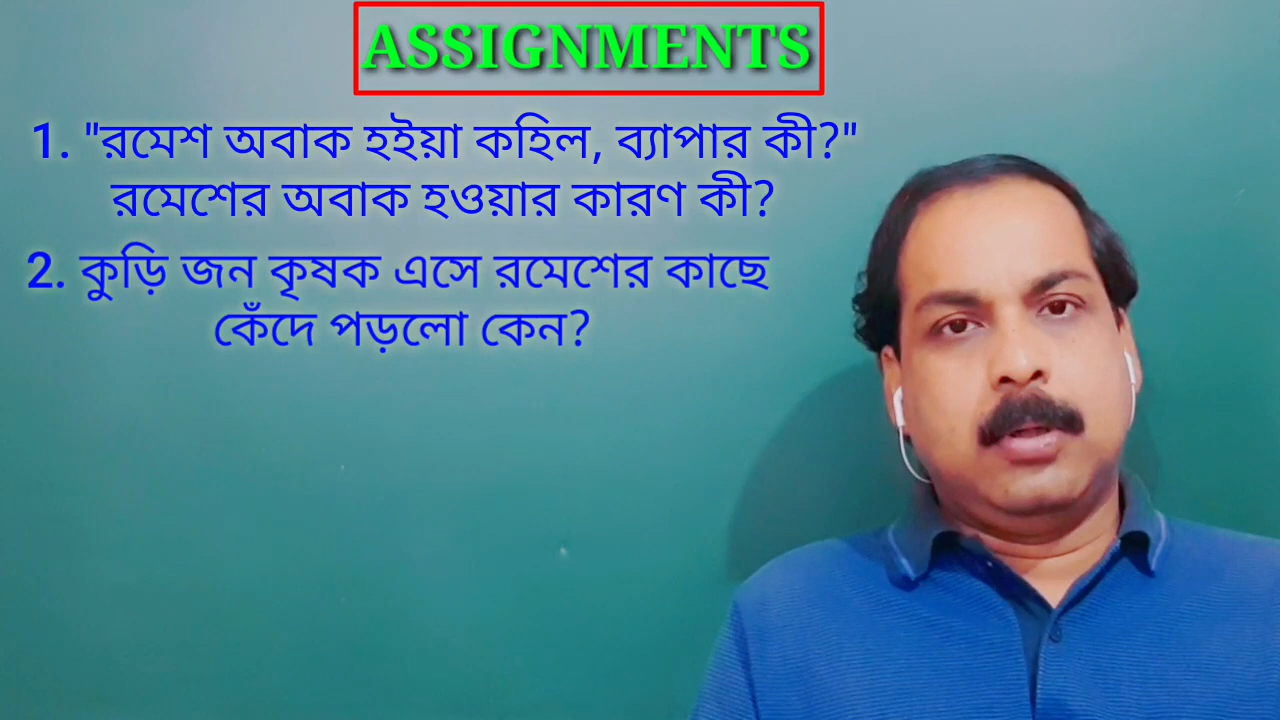 ASSIGNMENTS
1. "রমেশ অবাক হইয়া কহিল, ব্যাপার কী?"
রমেশের অবাক হওয়ার কারণ কী?
2. কুড়ি জন কৃষক এসে রমেশের কাছে
কেঁদে পড়লো কেন?